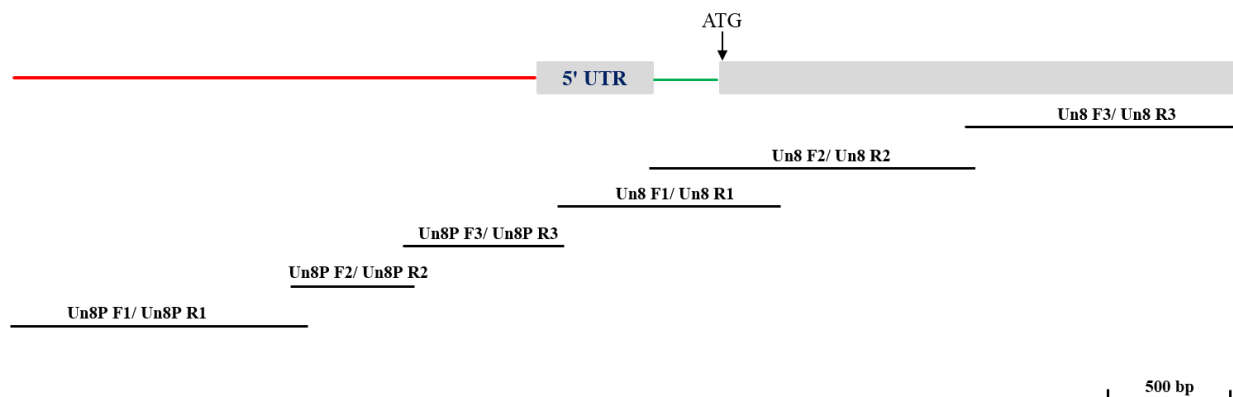 ATG
5' UTR
Un8 F3/ Un8 R3
Un8 F2/ Un8 R2
Un8 F1/ Un8 R1
Un8P F3/ Un8P R3
Un8P F2/ Un8P R2
Un8P F1/ Un8P R1
500 bp